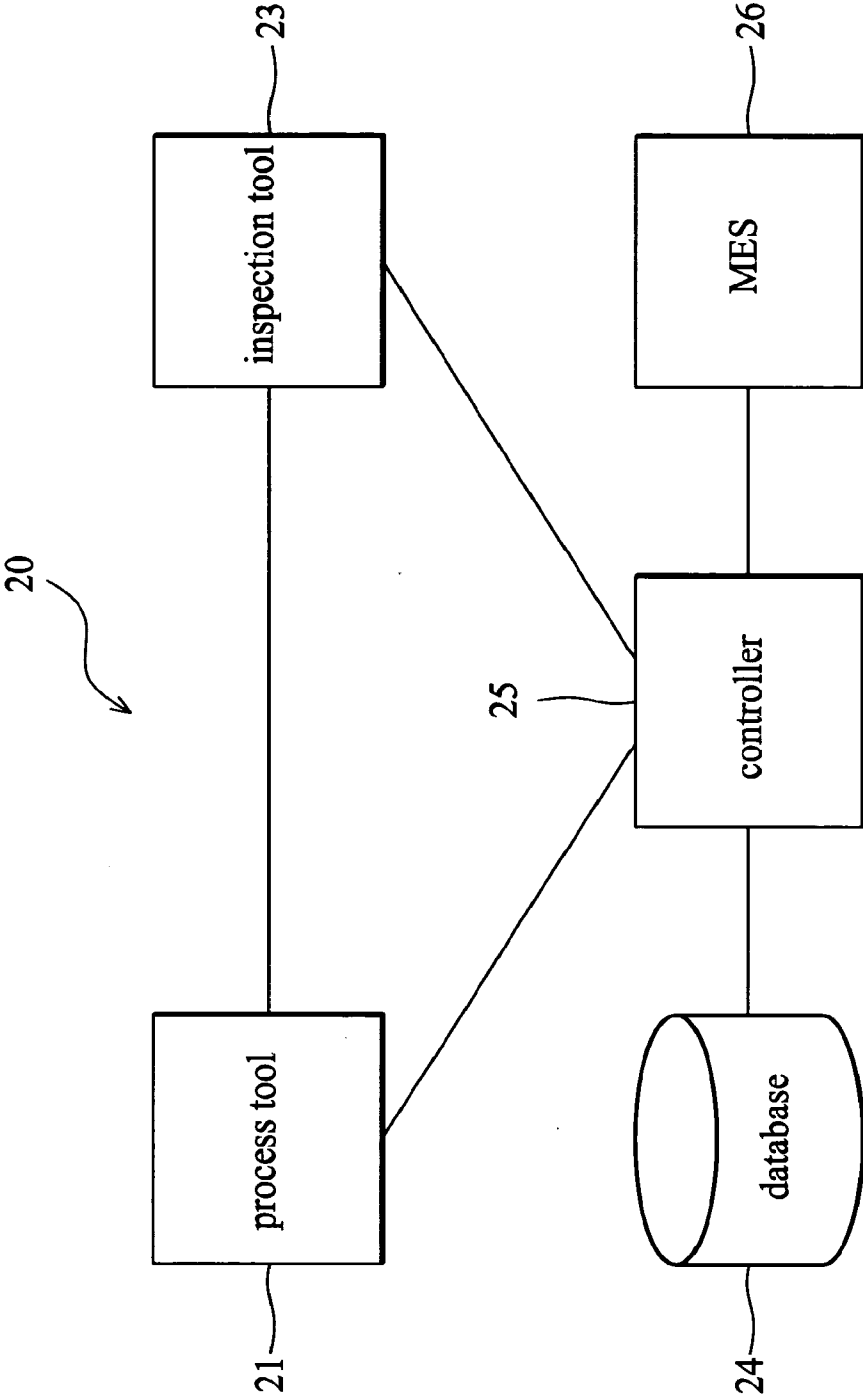 20
21
process tool
inspection tool
23
25
24
database
controller
MES
26